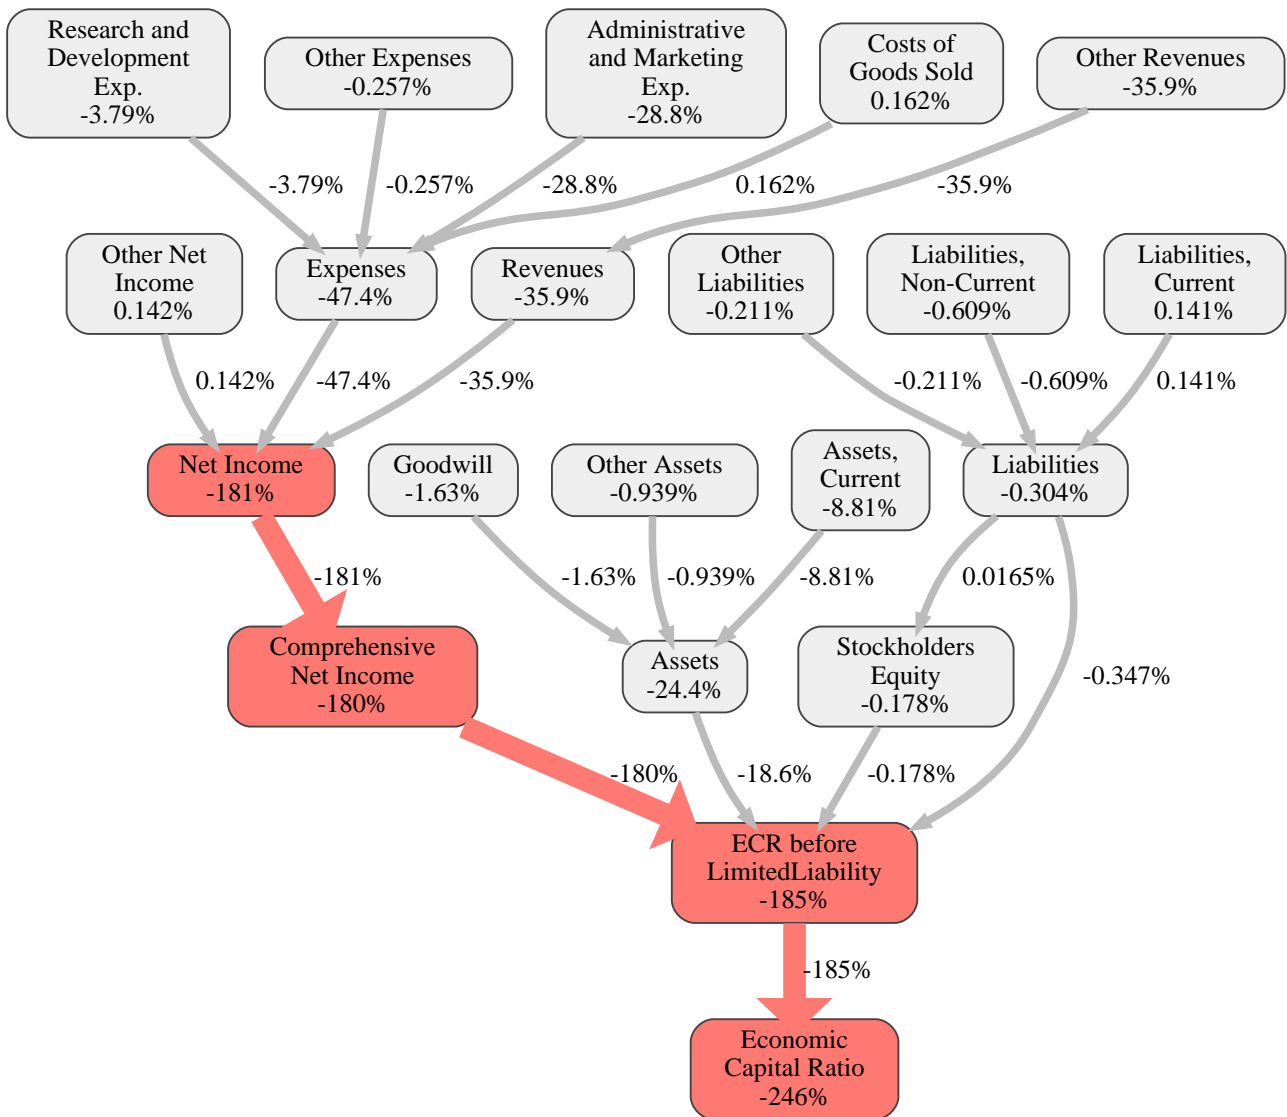 Research and
Development
Exp.
-3.79%
Other Expenses
-0.257%
Administrative
and Marketing
Exp.
-28.8%
Costs of
Goods Sold
0.162%
Other Revenues
-35.9%
-3.79%
-0.257%
-28.8%
0.162%
-35.9%
Other Net
Income
0.142%
Expenses
-47.4%
Revenues
-35.9%
Other
Liabilities
-0.211%
Liabilities,
Non-Current
-0.609%
Liabilities,
Current
0.141%
0.142%
-47.4%
-35.9%
-0.211%
-0.609%
0.141%
Net Income
-181%
Goodwill
-1.63%
Other Assets
-0.939%
Assets,
Current
-8.81%
Liabilities
-0.304%
-181%
-1.63%
-0.939%
-8.81%
0.0165%
Comprehensive
Net Income
-180%
Assets
-24.4%
Stockholders
Equity
-0.178%
-0.347%
-180%
-18.6%
-0.178%
ECR before
LimitedLiability
-185%
-185%
Economic
Capital Ratio
-246%